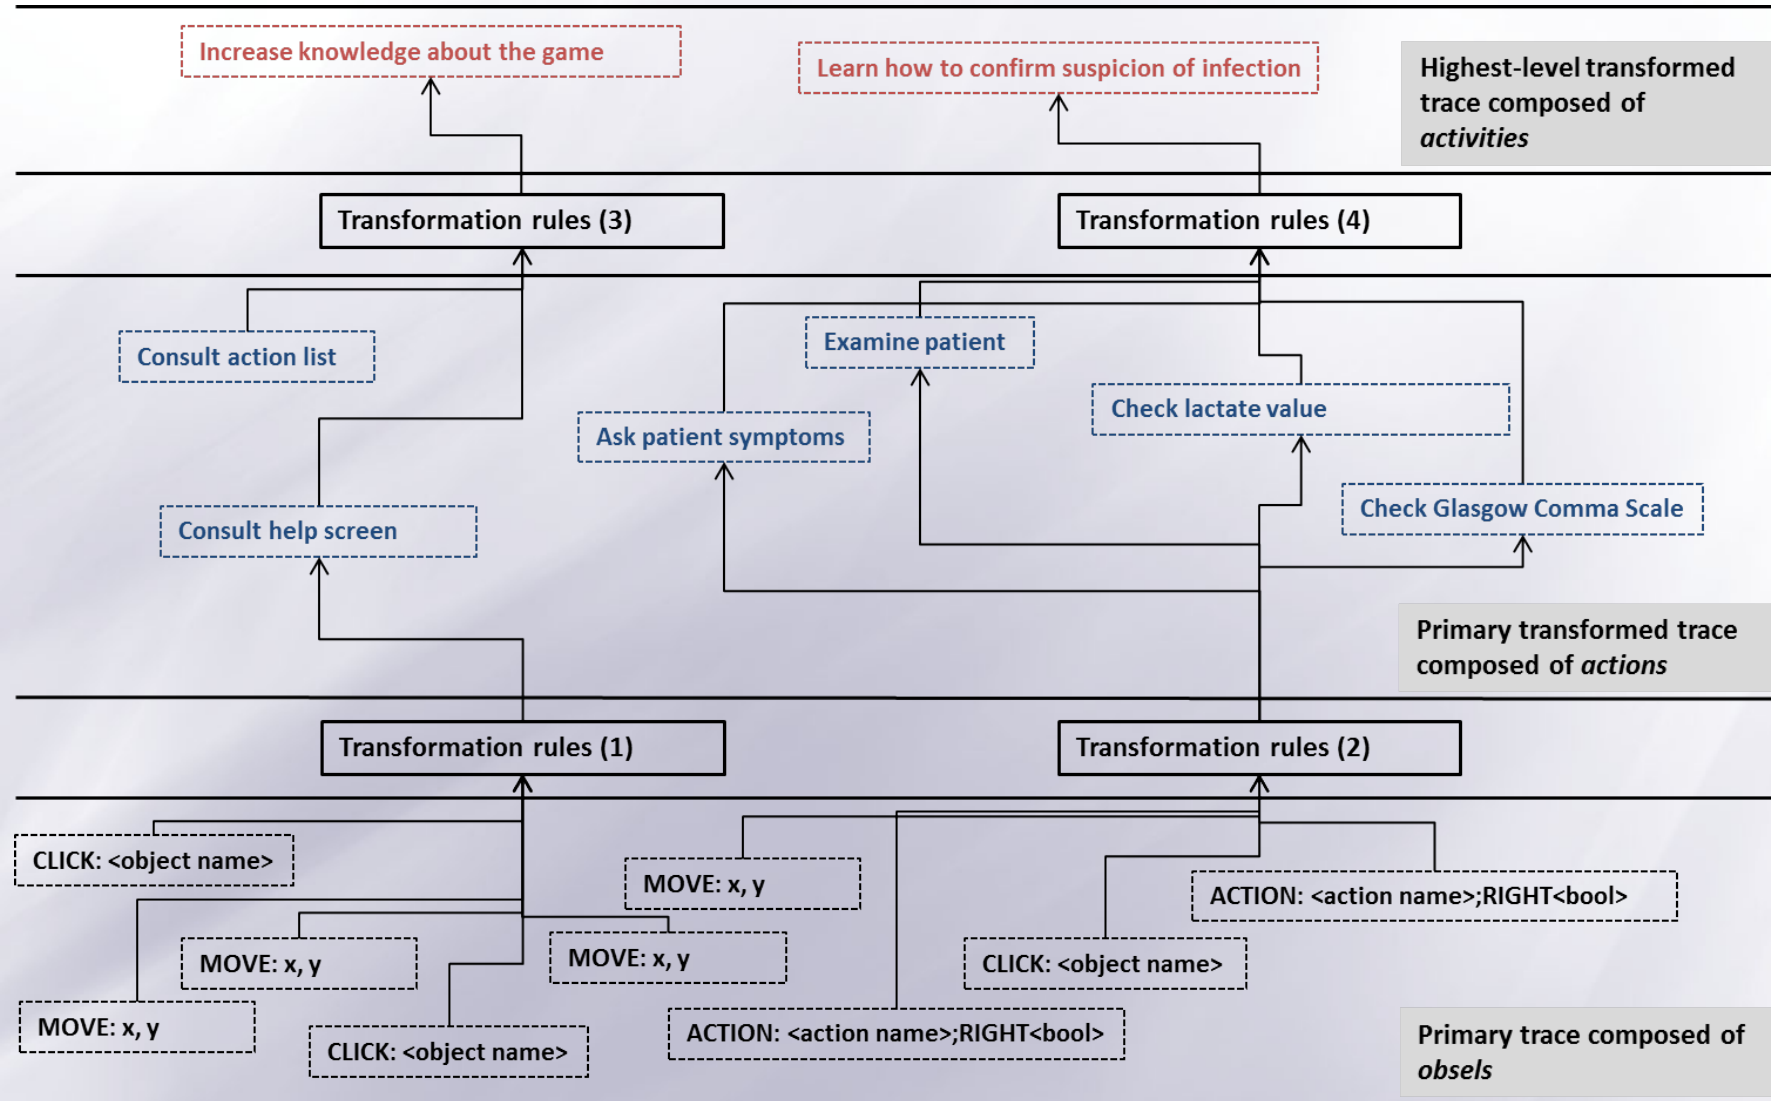 Increase knowledge about the game
Learn how to confirm suspicion of infection
Highest-level transformed
trace composed of
activities
Transformation rules (3)
Transformation rules (4)
Consult action list
Examine patient
Check lactate value
Ask patient symptoms
Check Glasgow Comma Scale
Consult help screen
Primary transformed trace
composed of actions
Transformation rules (1)
Transformation rules (2)
CLICK: <object name>
MOVE: x, y
ACTION: <action name>;RIGHT<bool>
MOVE: x, y
MOVE: x, y
CLICK: <object name>
MOVE: x, y
CLICK: <object name>
ACTION: <action name>;RIGHT<bool>
Primary trace composed of
obsels